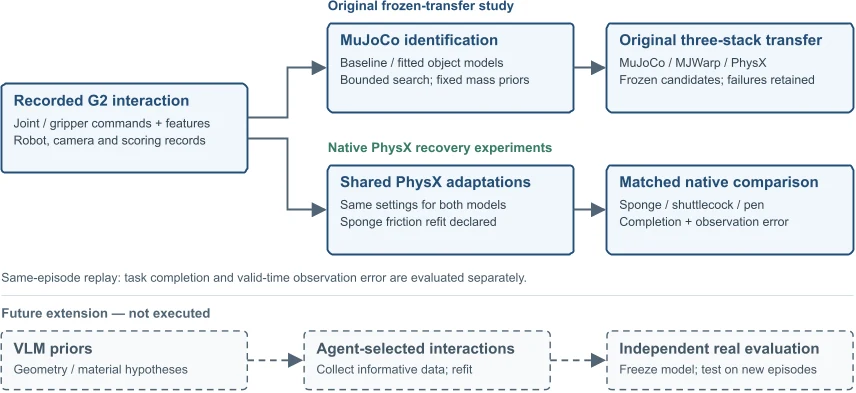 Original frozen-transfer study
MuJoCo identification
Baseline / fitted object models
Bounded search; fixed mass priors
Original three-stack transfer
MuJoCo / MJWarp / PhysX
Frozen candidates; failures retained
Recorded G2 interaction
Joint / gripper commands + features
Robot, camera and scoring records
Native PhysX recovery experiments
Shared PhysX adaptations
Same settings for both models
Sponge friction refit declared
Matched native comparison
Sponge / shuttlecock / pen
Completion + observation error
Same-episode replay: task completion and valid-time observation error are evaluated separately.
Future extension — not executed
VLM priors
Geometry / material hypotheses
Agent-selected interactions
Collect informative data; refit
Independent real evaluation
Freeze model; test on new episodes